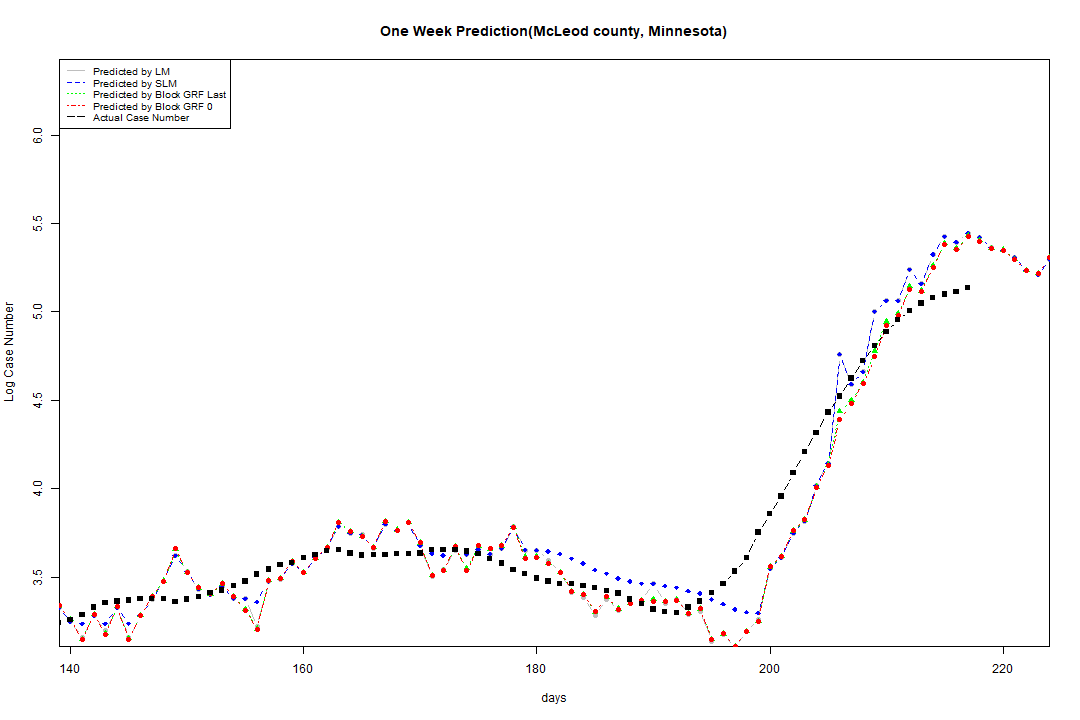 One Week Prediction(McLeod county, Minnesota)
Predicted by LM
Predicted by SLM
Predicted by Block GRF Last
Predicted by Block GRF 0
Actual Case Number
6.0
5.5
5.0
4.5
4.0
3.5
Log Case Number
140 160 180 200 220
days